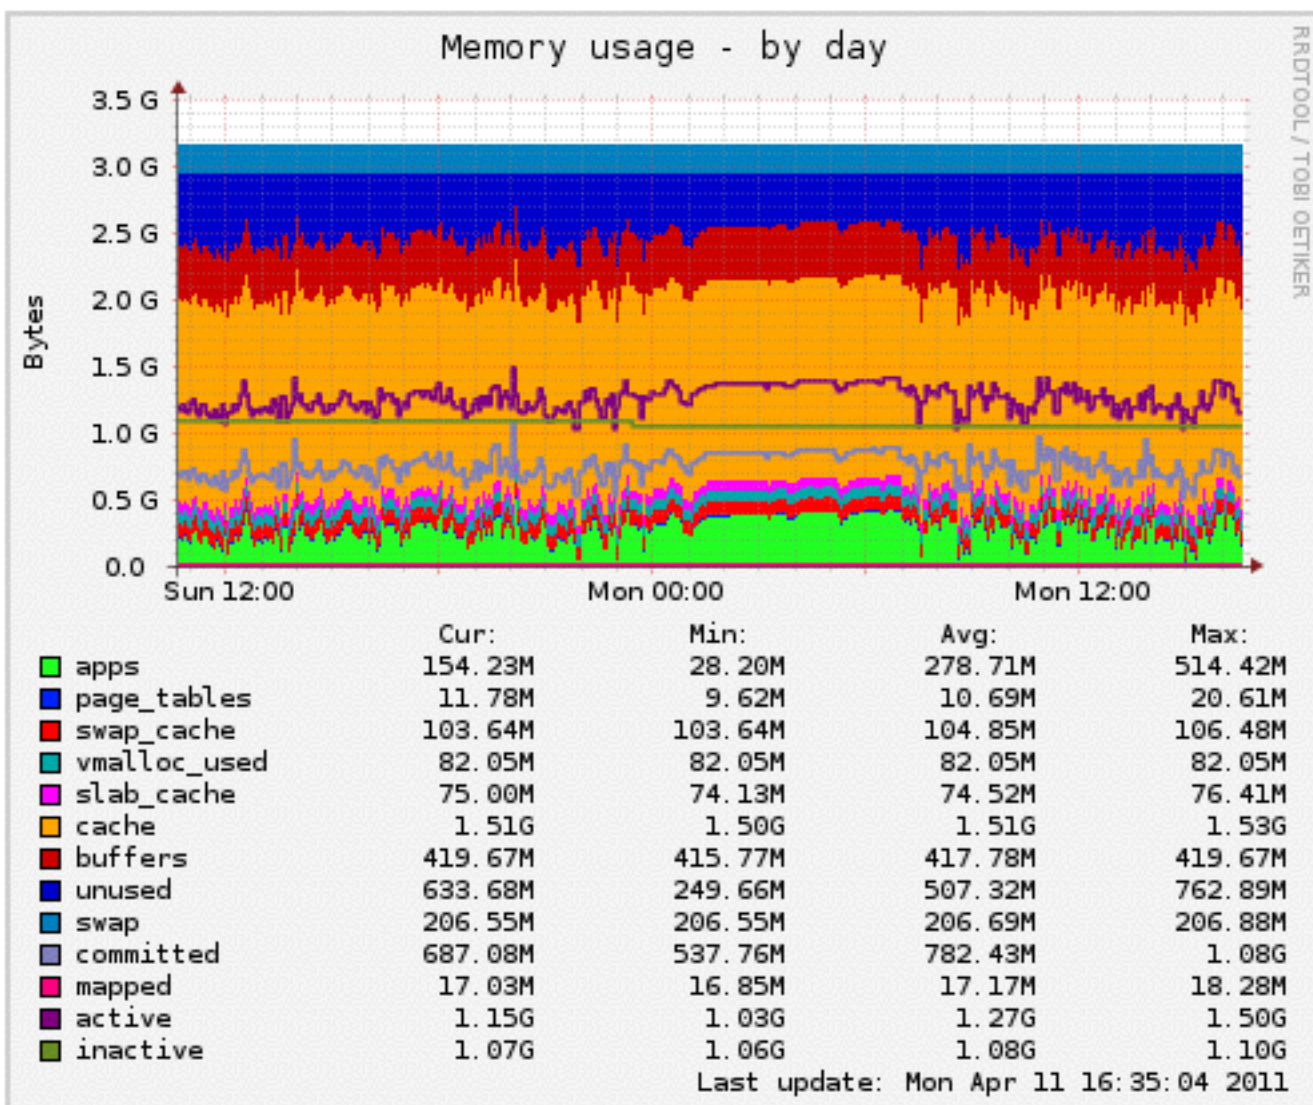 Memory usage - by day
RRDTOOL / TOBI OETIKER
Bytes
3.5 G
3.0 G
2.5 G
2.0 G
1.5 G
1.0 G
0.5 G
0.0
Sun 12:00 Mon 00:00 Mon 12:00
Cur: Min: Avg: Max:
apps 154.23M 28.20M 278.71M 514.42M
page_tables 11.78M 9.62M 10.69M 20.61M
swap_cache 103.64M 103.64M 104.85M 106.48M
vmalloc_used 82.05M 82.05M 82.05M 82.05M
slab_cache 75.00M 74.13M 74.52M 76.41M
cache 1.51G 1.50G 1.51G 1.53G
buffers 419.67M 415.77M 417.78M 419.67M
unused 633.68M 249.66M 507.32M 762.89M
swap 206.55M 206.55M 206.69M 206.88M
committed 687.08M 537.76M 782.43M 1.08G
mapped 17.03M 16.85M 17.17M 18.28M
active 1.15G 1.03G 1.27G 1.50G
inactive 1.07G 1.06G 1.08G 1.10G
Last update: Mon Apr 11 16:35:04 2011